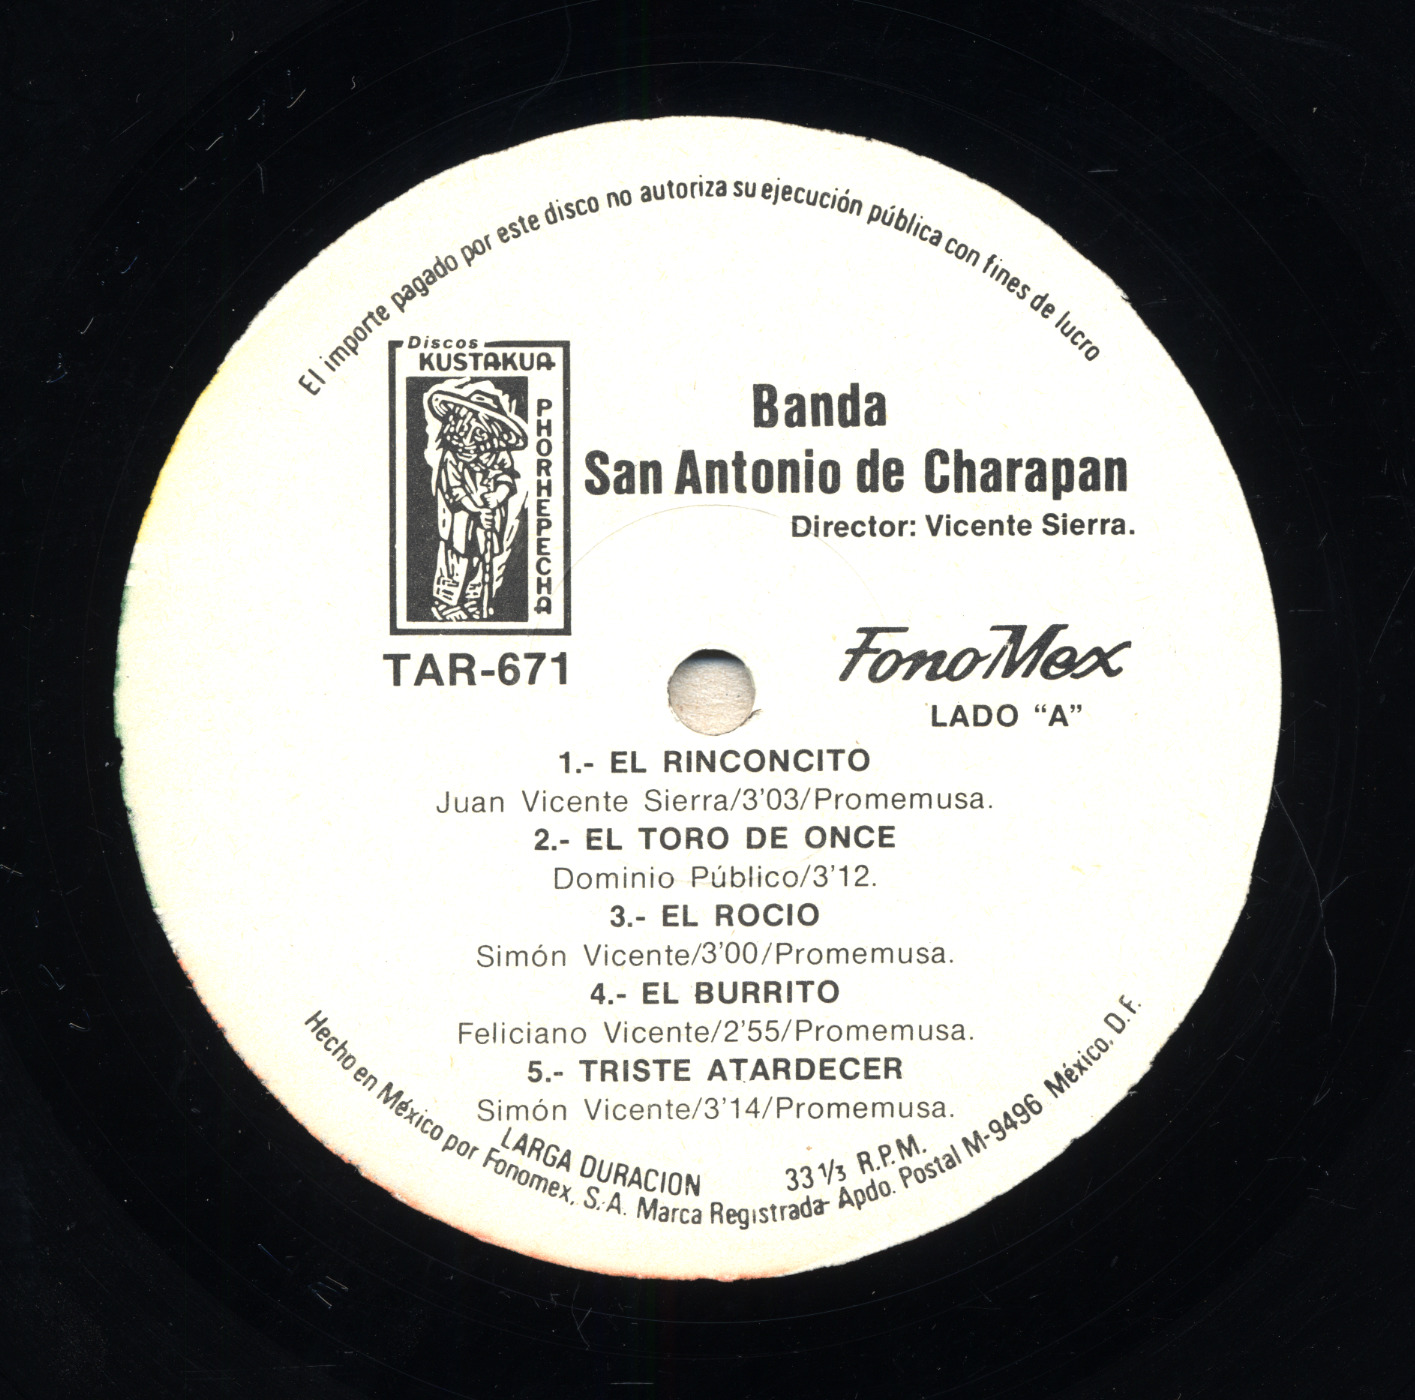 El importe pagado por este disco no autoriza su ejecución pública con fines de lucro
Discos
KUSTAKUA
PHORHEPECHA
TAR-671
Banda
San Antonio de Charapan
Director: Vicente Sierra.
FonoMex
LADO “A”
1.- EL RINCONCITO
Juan Vicente Sierra/3'03/Promemusa.
2.- EL TORO DE ONCE
Dominio Público/3'12.
3.- EL ROCIO
Simón Vicente/3'00/Promemusa.
4.- EL BURRITO
Feliciano Vicente/2'55/Promemusa.
5.- TRISTE ATARDECER
Simón Vicente/3'14/Promemusa.
LARGA DURACION 33 1/3 R.P.M.
Hecho en México por Fonomex, S.A. Marca Registrada- Apdo. Postal M-9496 México, D.F.